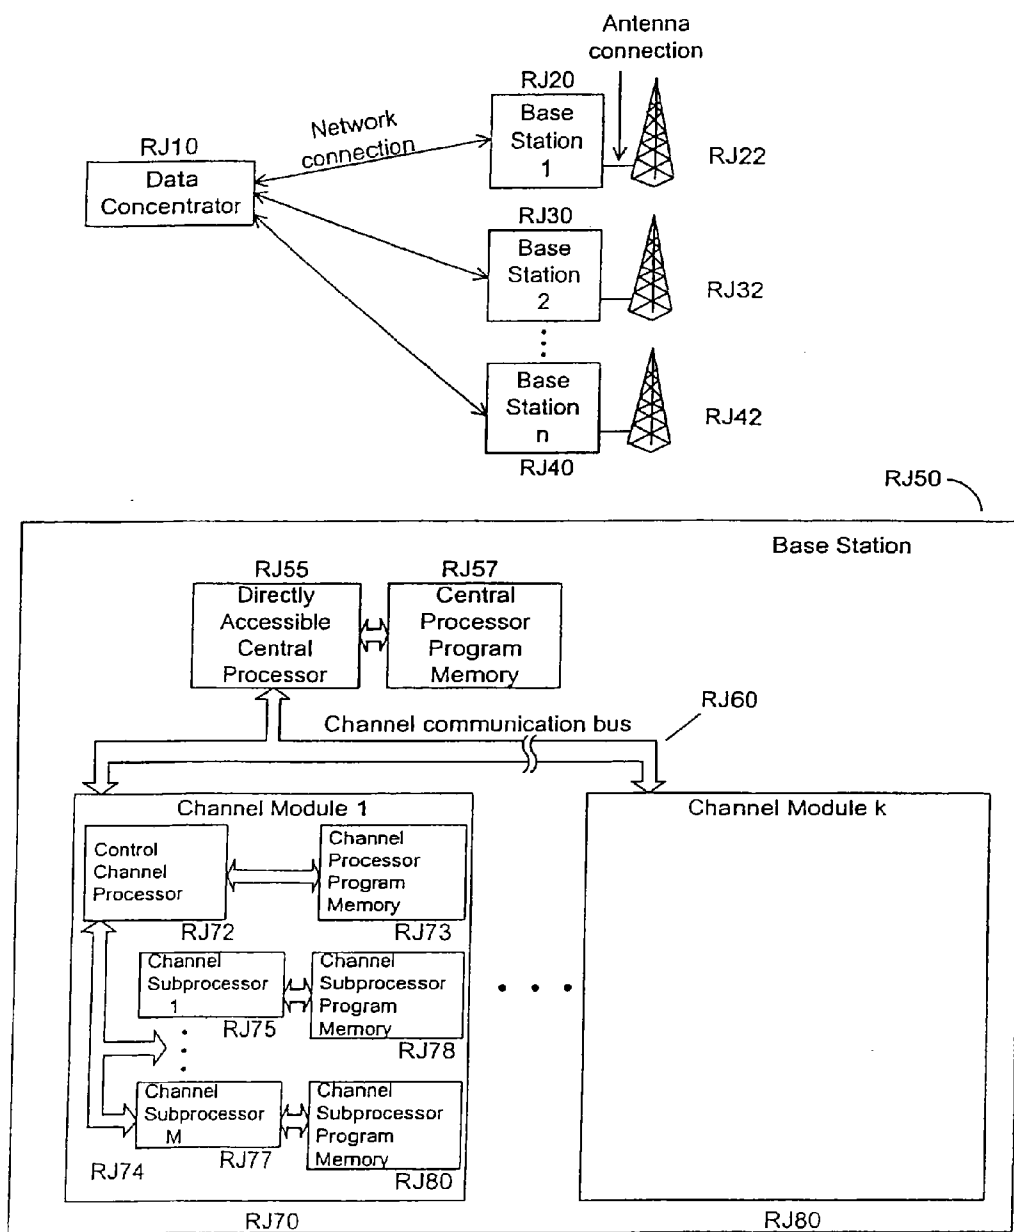 Antenna
connection
RJ20
Base
Station
1
RJ22
Network
connection
RJ10
Data
Concentrator
RJ30
Base
Station
2
RJ32
Base
Station
n
RJ42
RJ40
RJ50
Base Station
RJ55
Directly
Accessible
Central
Processor
RJ57
Central
Processor
Program
Memory
RJ60
Channel communication bus
Channel Module 1
Control
Channel
Processor
RJ72
Channel
Processor
Program
Memory
RJ73
Channel
Subprocessor
1
RJ75
Channel
Subprocessor
Program
Memory
RJ78
Channel
Subprocessor
M
RJ77
Channel
Subprocessor
Program
Memory
RJ80
RJ74
RJ70
Channel Module k
RJ80